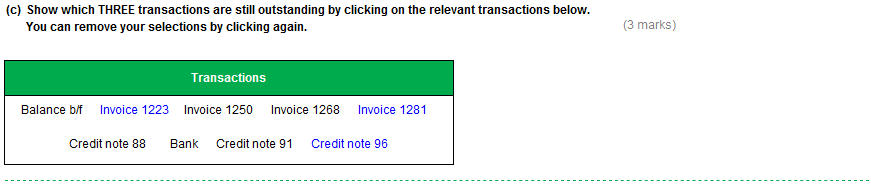 (c) Show which THREE transactions are still outstanding by clicking on the relevant transactions below.
You can remove your selections by clicking again. (3 marks)
Transactions
Balance b/f Invoice 1223 Invoice 1250 Invoice 1268 Invoice 1281
Credit note 88 Bank Credit note 91 Credit note 96